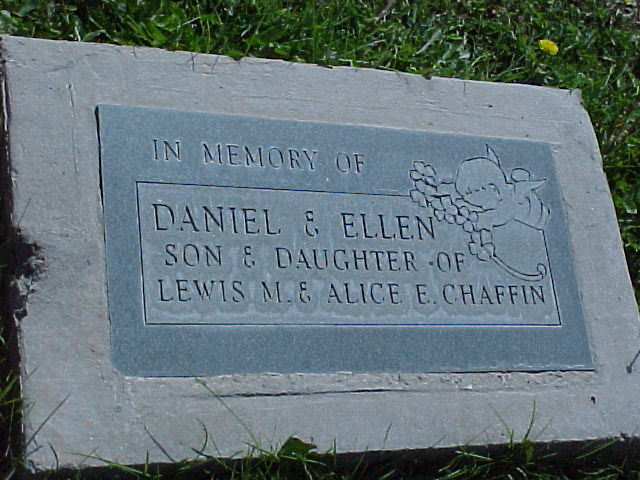 IN MEMORY OF
DANIEL & ELLEN
SON & DAUGHTER OF
LEWIS M. & ALICE E. CHAFFIN